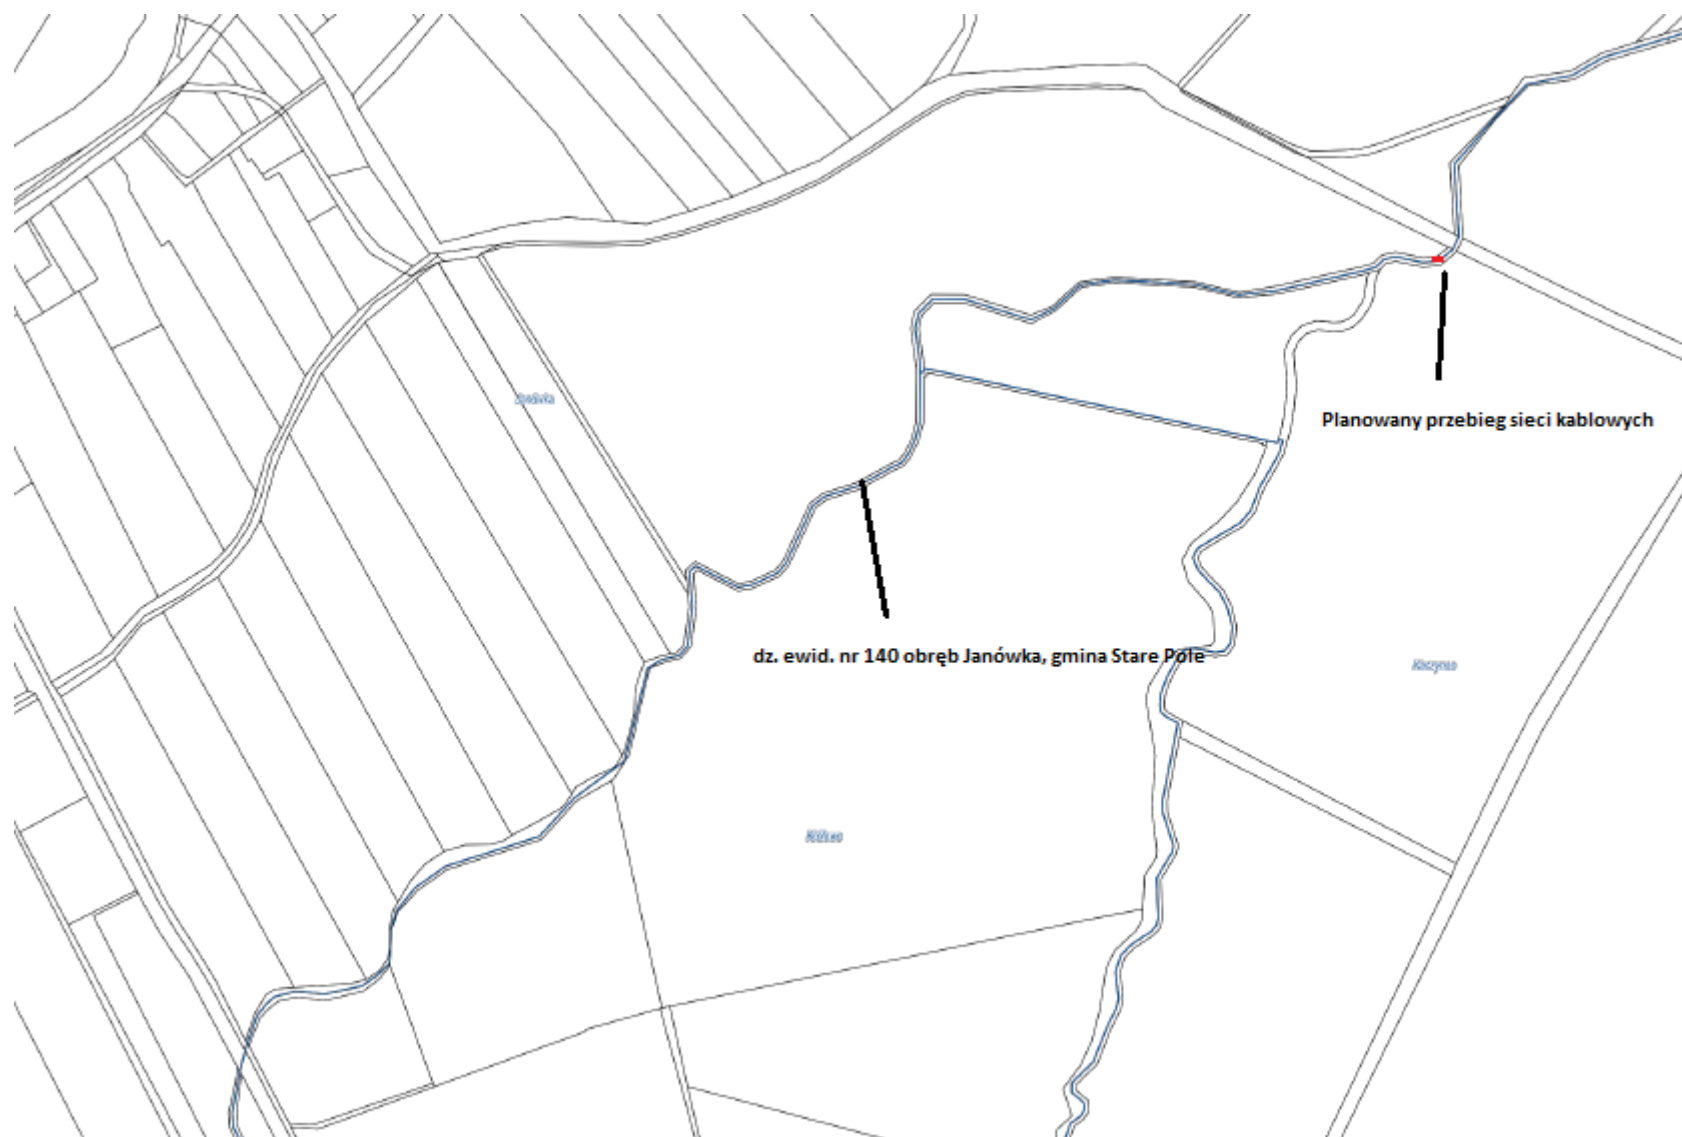 Planowany przebieg sieci kablowych
dz. ewid. nr 140 obręb Janówka, gmina Stare Pole